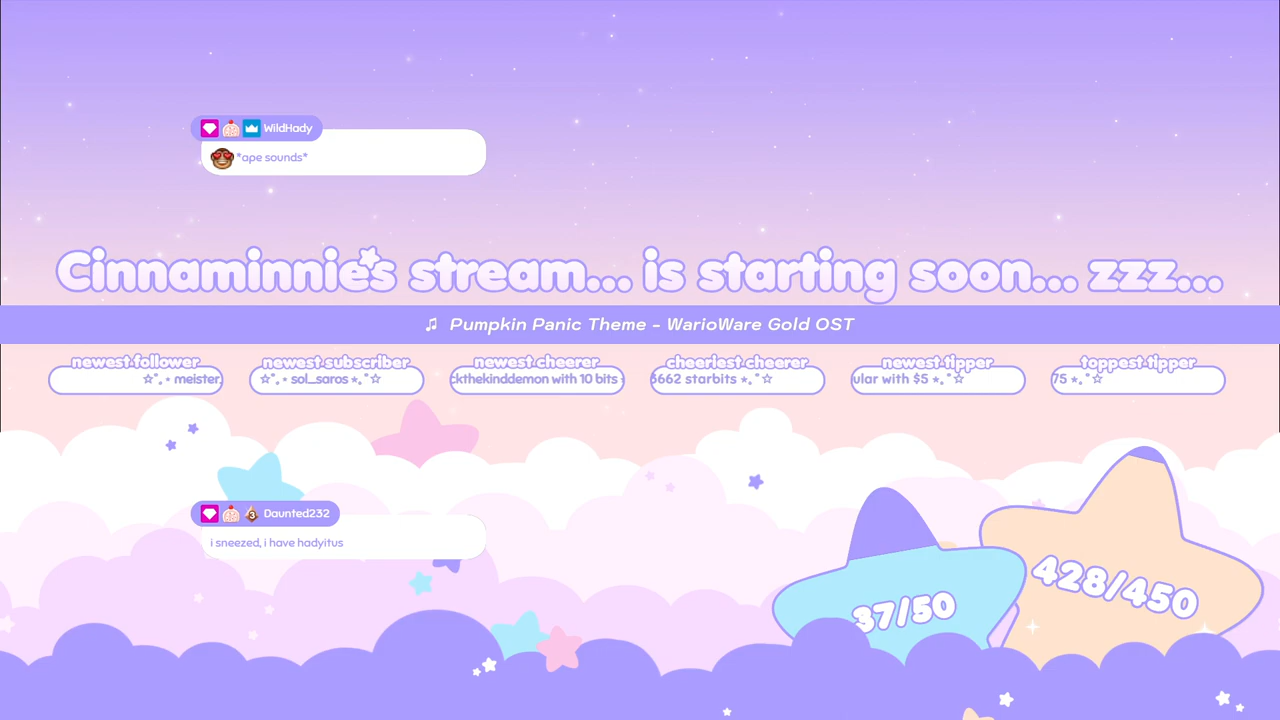 WildHady
*ape sounds*
Cinnaminnie's stream... is starting soon... zzz...
♫ Pumpkin Panic Theme - WarioWare Gold OST
newest follower
newest subscriber
newest cheerer
cheeriest cheerer
newest tipper
toppest tipper
☆*｡⋆ meister
☆*｡⋆ sol_saros ⋆｡*☆
ckthekinddemon with 10 bits
6662 starbits ⋆｡*☆
ular with $5 ⋆｡*☆
75 ⋆｡*☆
3 Daunted232
i sneezed, i have hadyitus
37/50
428/450